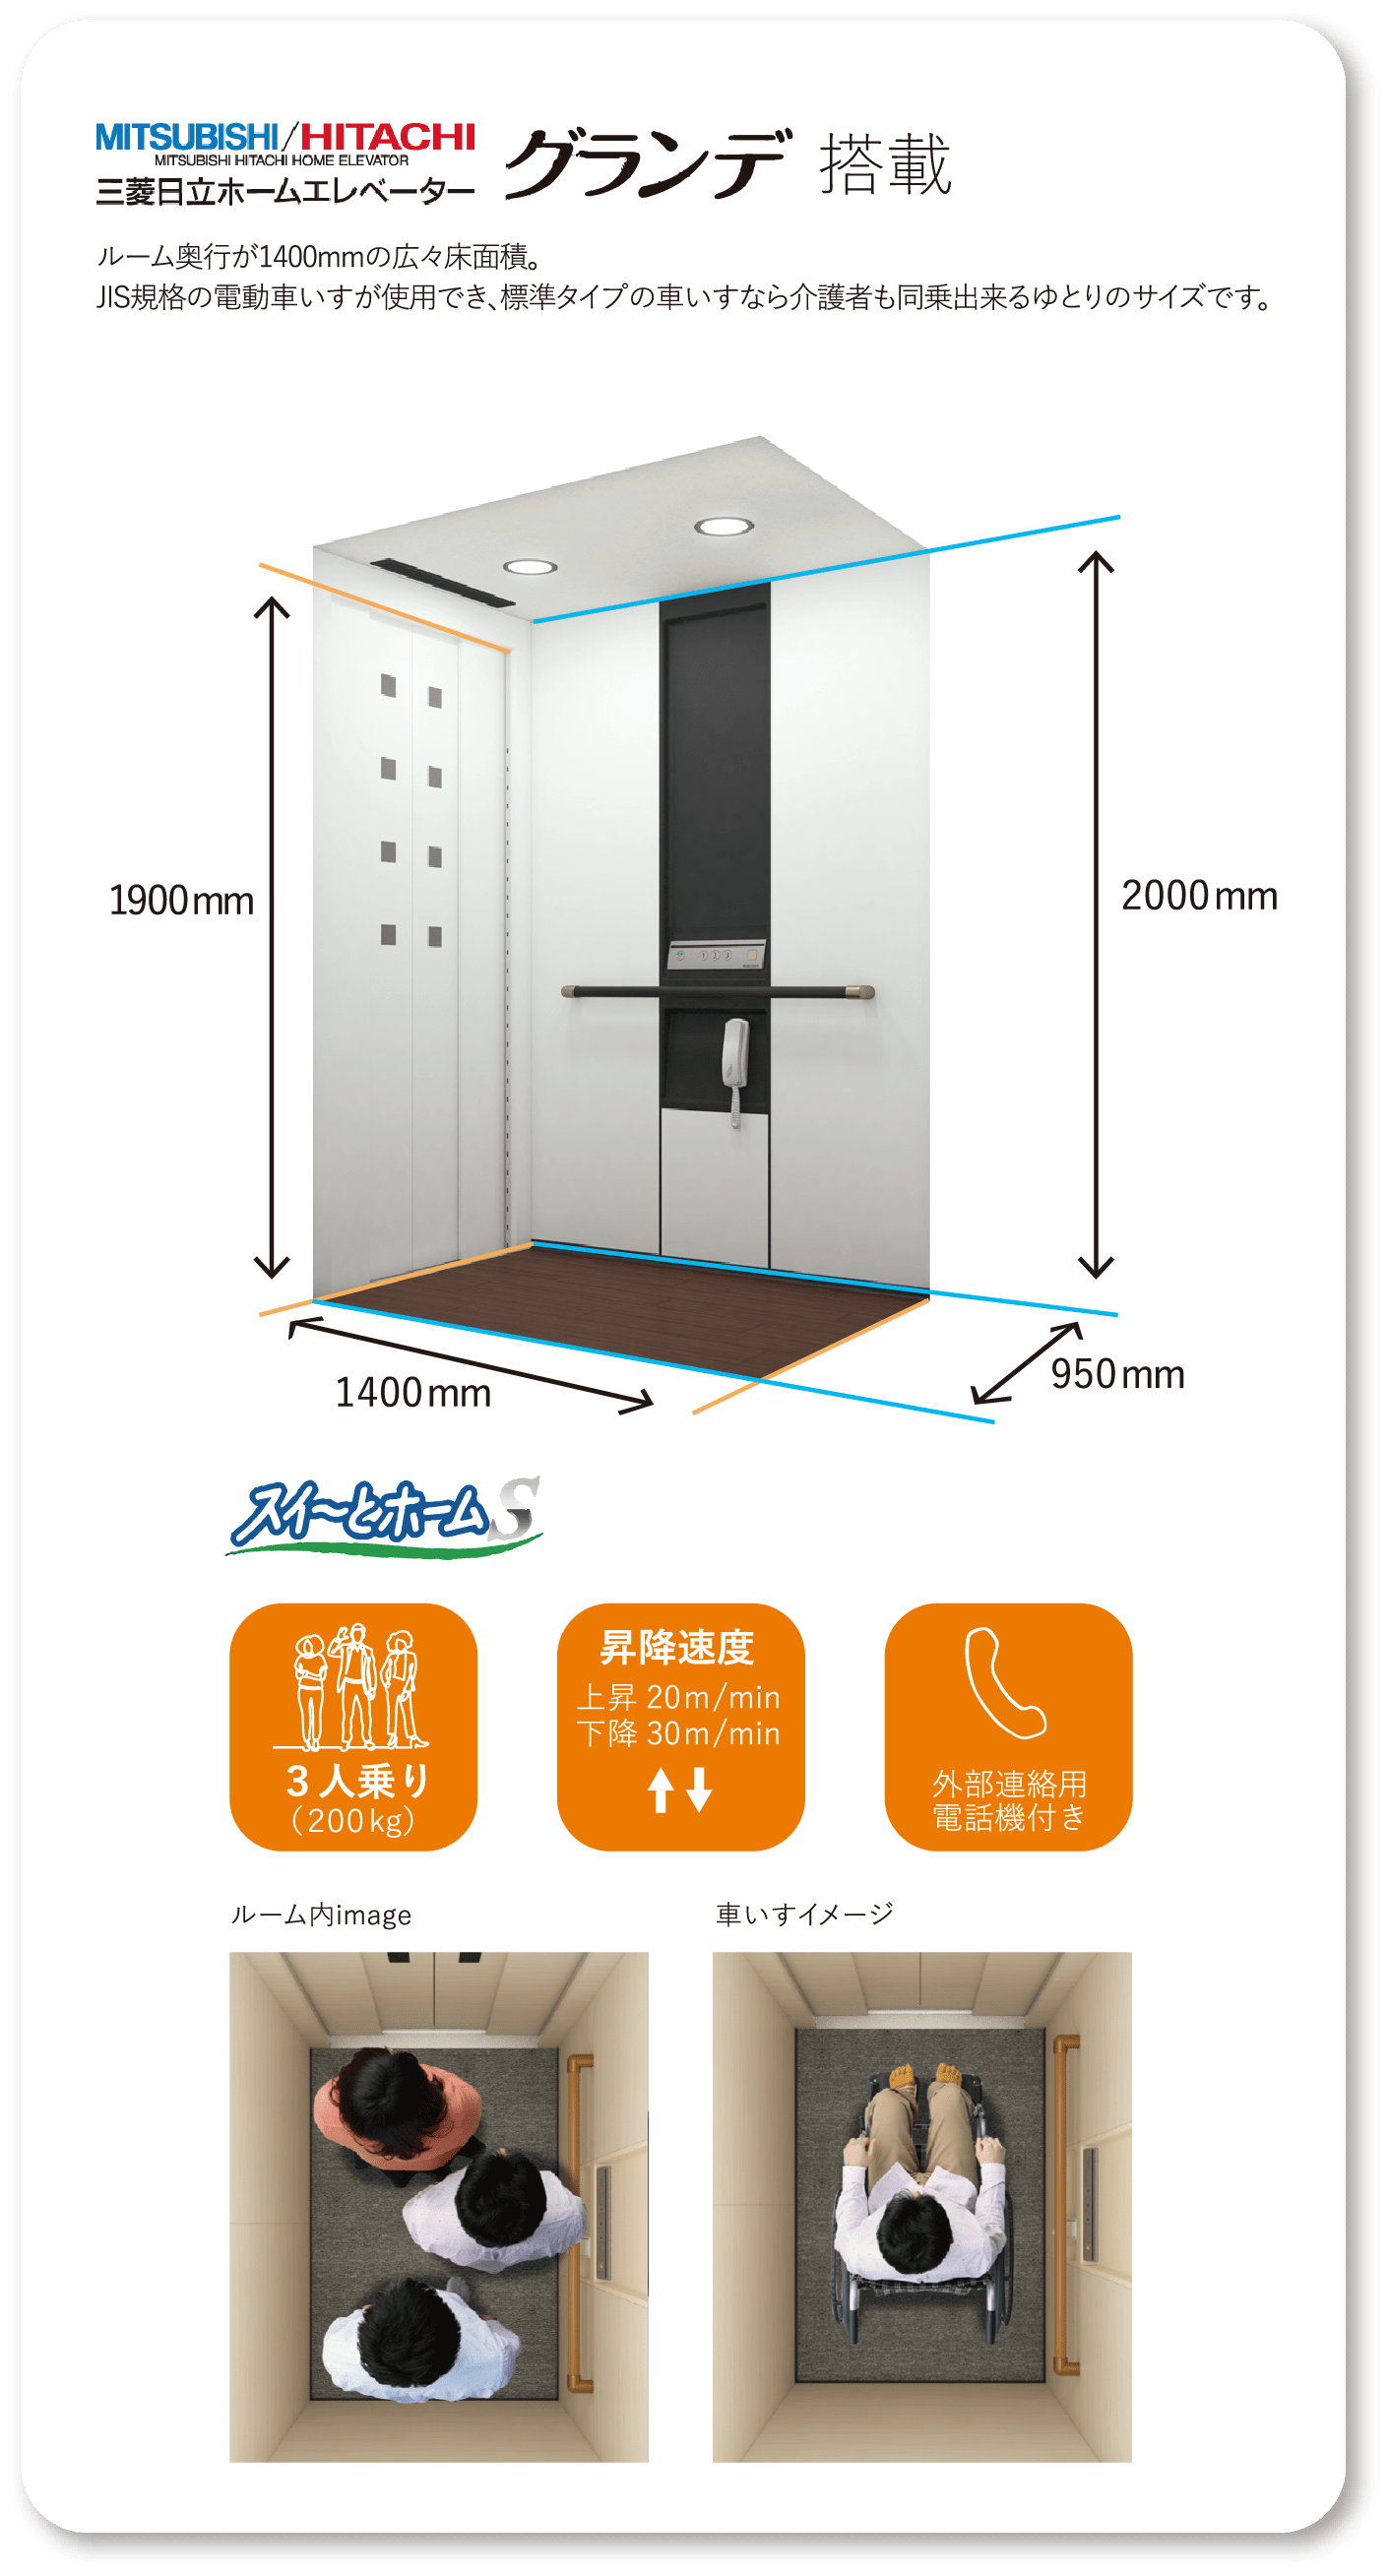 MITSUBISHI/HITACHI
MITSUBISHI HITACHI HOME ELEVATOR
三菱日立ホームエレベーター
グランデ 搭載
ルーム奥行が1400mmの広々床面積。
JIS規格の電動車いすが使用でき、標準タイプの車いすなら介護者も同乗出来るゆとりのサイズです。
1900mm
2000mm
1 2 3
1400mm
950mm
スイ〜とホームS
3人乗り
（200kg）
昇降速度
上昇 20m/min
下降 30m/min
外部連絡用
電話機付き
ルーム内image
車いすイメージ